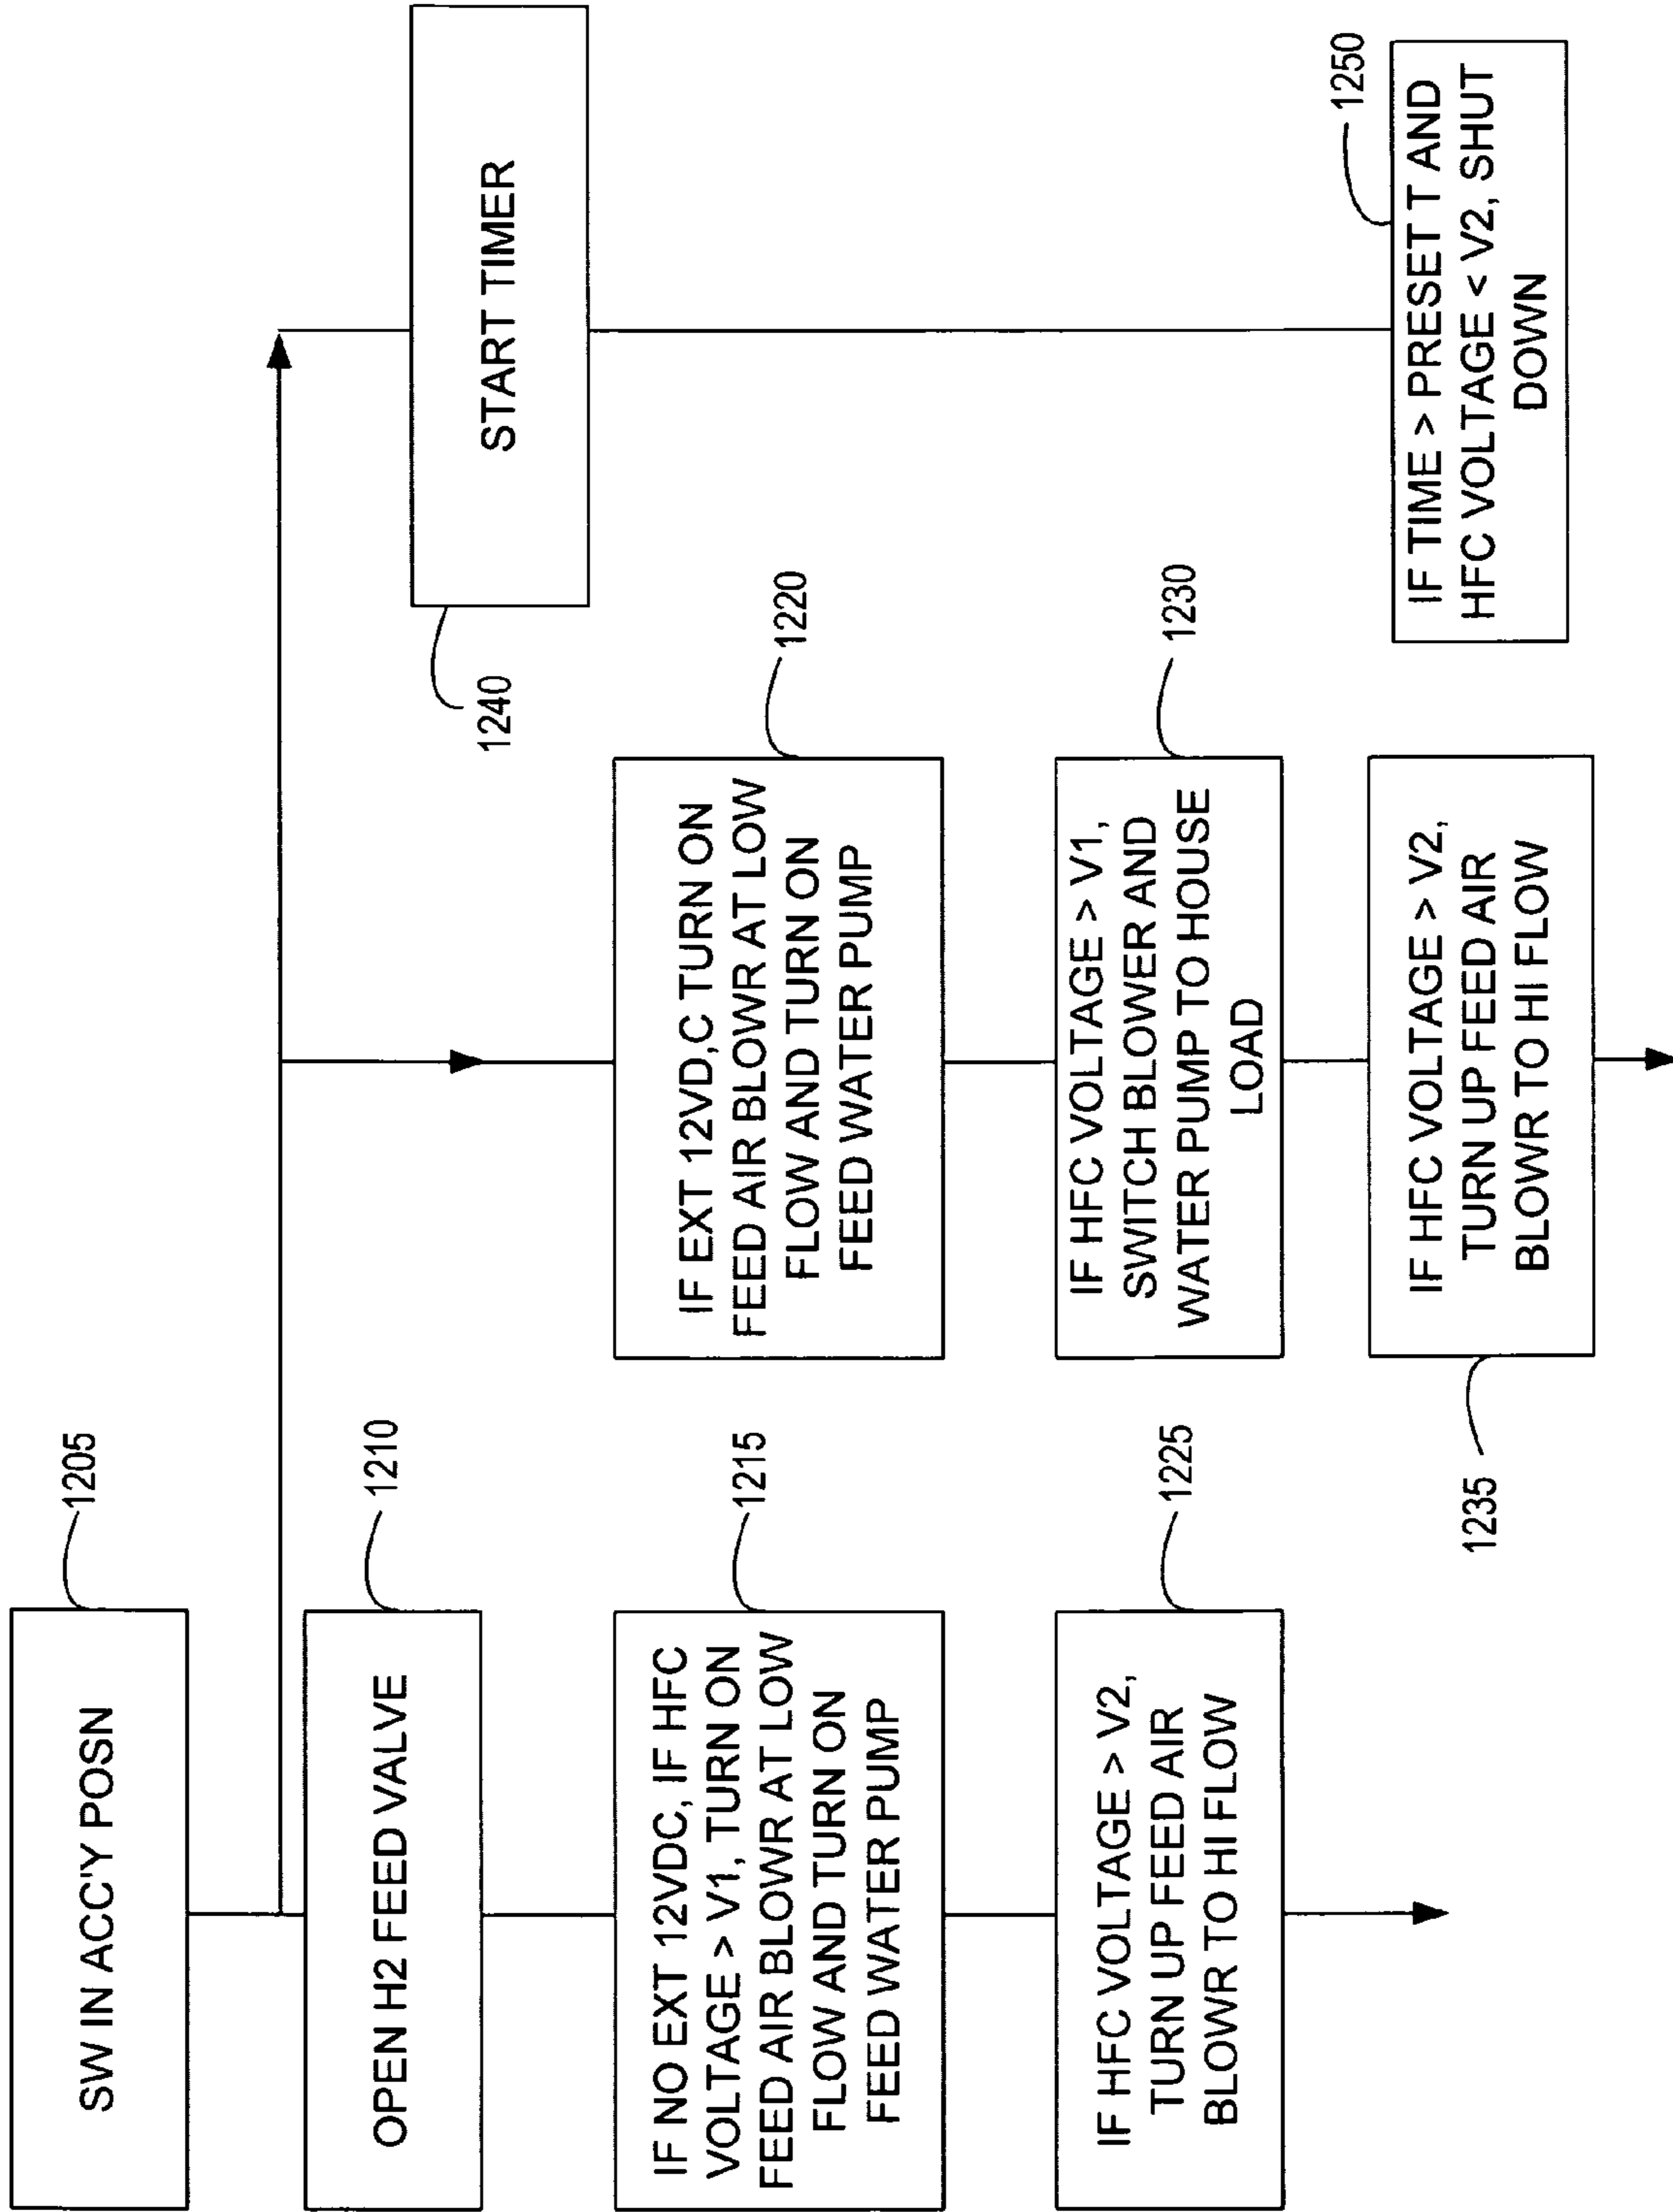 SW IN ACC'Y POSN
1205
OPEN H2 FEED VALVE
1210
IF NO EXT 12VDC, IF HFC
VOLTAGE > V1, TURN ON
FEED AIR BLOWR AT LOW
FLOW AND TURN ON
FEED WATER PUMP
1215
IF HFC VOLTAGE > V2,
TURN UP FEED AIR
BLOWR TO HI FLOW
1225
IF EXT 12VD,C TURN ON
FEED AIR BLOWR AT LOW
FLOW AND TURN ON
FEED WATER PUMP
1220
IF HFC VOLTAGE > V1,
SWITCH BLOWER AND
WATER PUMP TO HOUSE
LOAD
1230
IF HFC VOLTAGE > V2,
TURN UP FEED AIR
BLOWR TO HI FLOW
1235
START TIMER
1240
IF TIME > PRESET T AND
HFC VOLTAGE < V2, SHUT
DOWN
1250